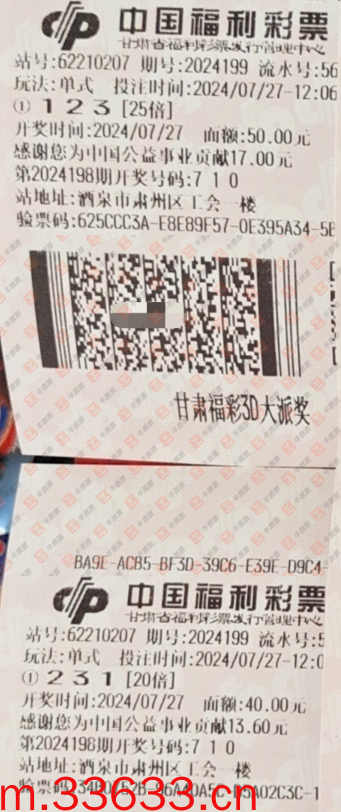 中国福利彩票
甘肃省福利彩票发行管理中心
站号:62210207 期号:2024199 流水号:56
玩法:单式 投注时间:2024/07/27-12:06
① 1 2 3 [25倍]
开奖时间:2024/07/27 面额:50.00元
感谢您为中国公益事业贡献17.00元
第2024198期开奖号码:7 1 0
站地址:酒泉市肃州区工会一楼
验票码:625CCC3A-E8E89F57-0E395A34-5E
甘肃福彩3D大派奖
BA9E-ACB5-BF3D-39C6-E39E-D9C4-
中国福利彩票
甘肃省福利彩票发行管理中心
站号:62210207 期号:2024199 流水号:5
玩法:单式 投注时间:2024/07/27-12:0
① 2 3 1 [20倍]
开奖时间:2024/07/27 面额:40.00元
感谢您为中国公益事业贡献13.60元
第2024198期开奖号码:7 1 0
站地址:酒泉市肃州区工会一楼
m.33633.cn